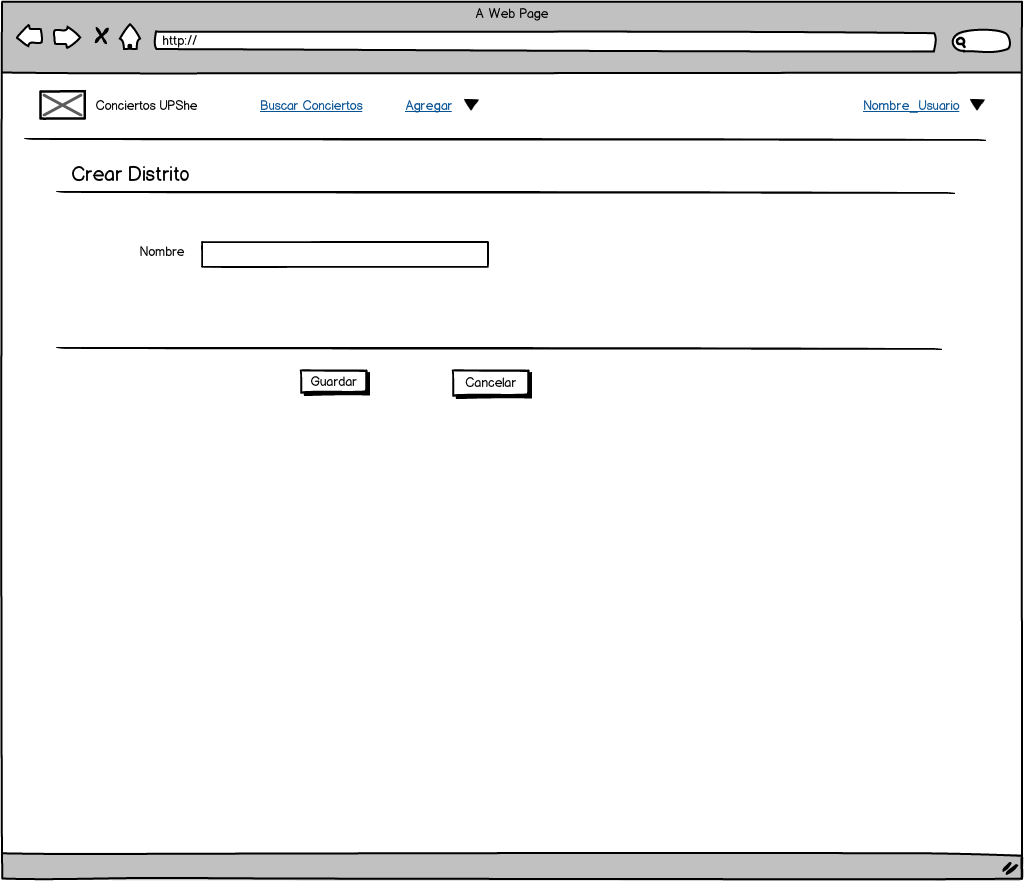 A Web Page
http://
Conciertos UPShe Buscar Conciertos Agregar Nombre_Usuario
Crear Distrito
Nombre
Guardar Cancelar